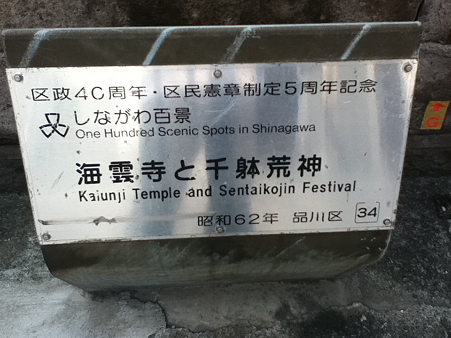 区政40周年・区民憲章制定5周年記念
しながわ百景
One Hundred Scenic Spots in Shinagawa
海雲寺と千躰荒神
Kaiunji Temple and Sentaikojin Festival
昭和62年 品川区 34